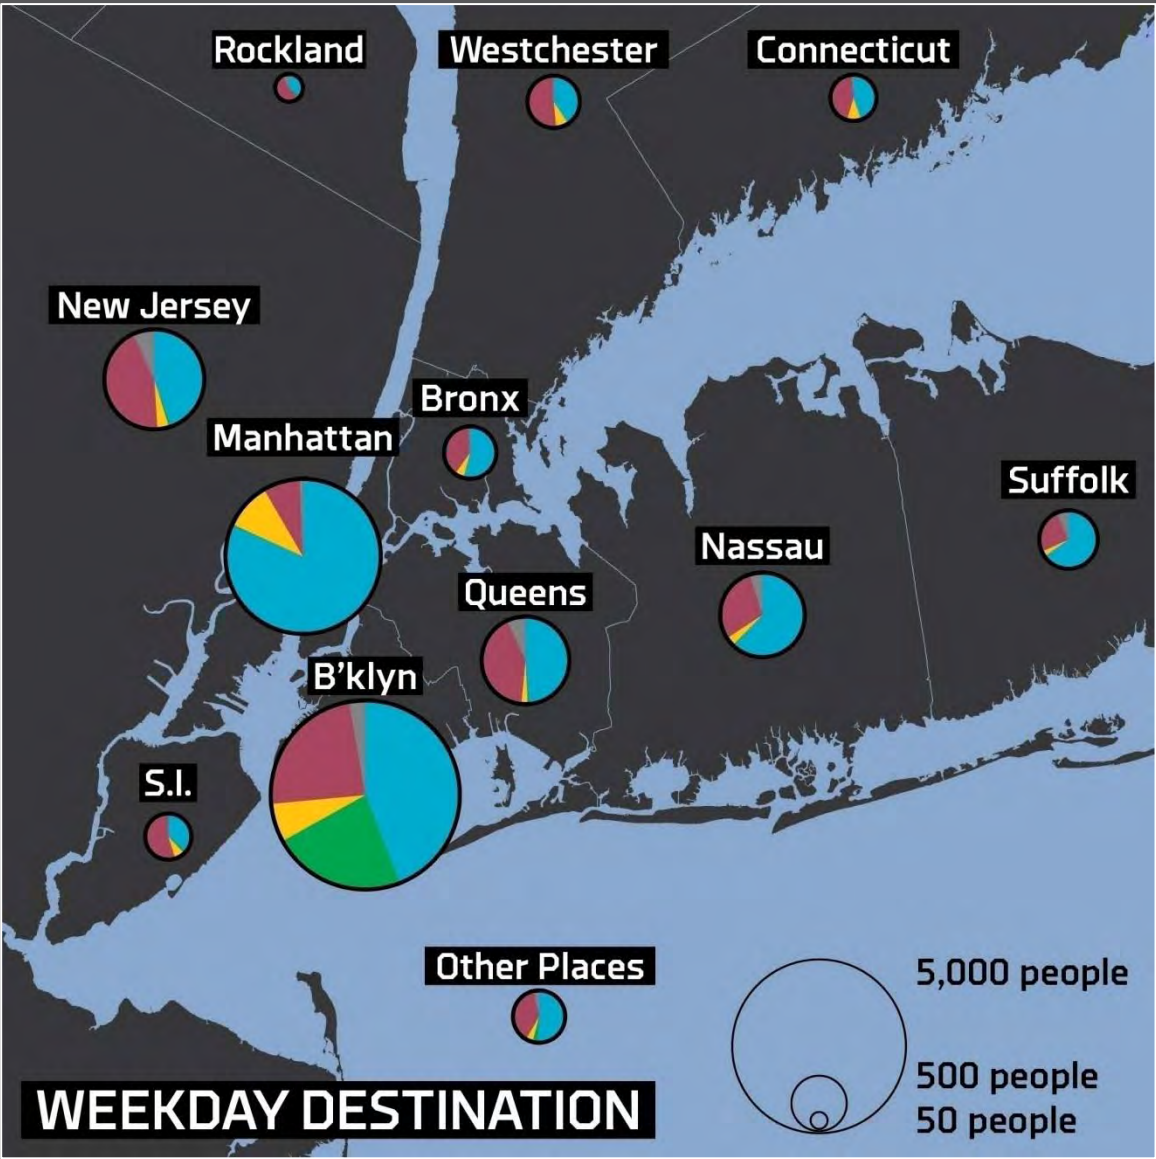 Rockland
Westchester
Connecticut
New Jersey
Bronx
Manhattan
Suffolk
Nassau
Queens
B'klyn
S.I.
Other Places
5,000 people
500 people
50 people
WEEKDAY DESTINATION